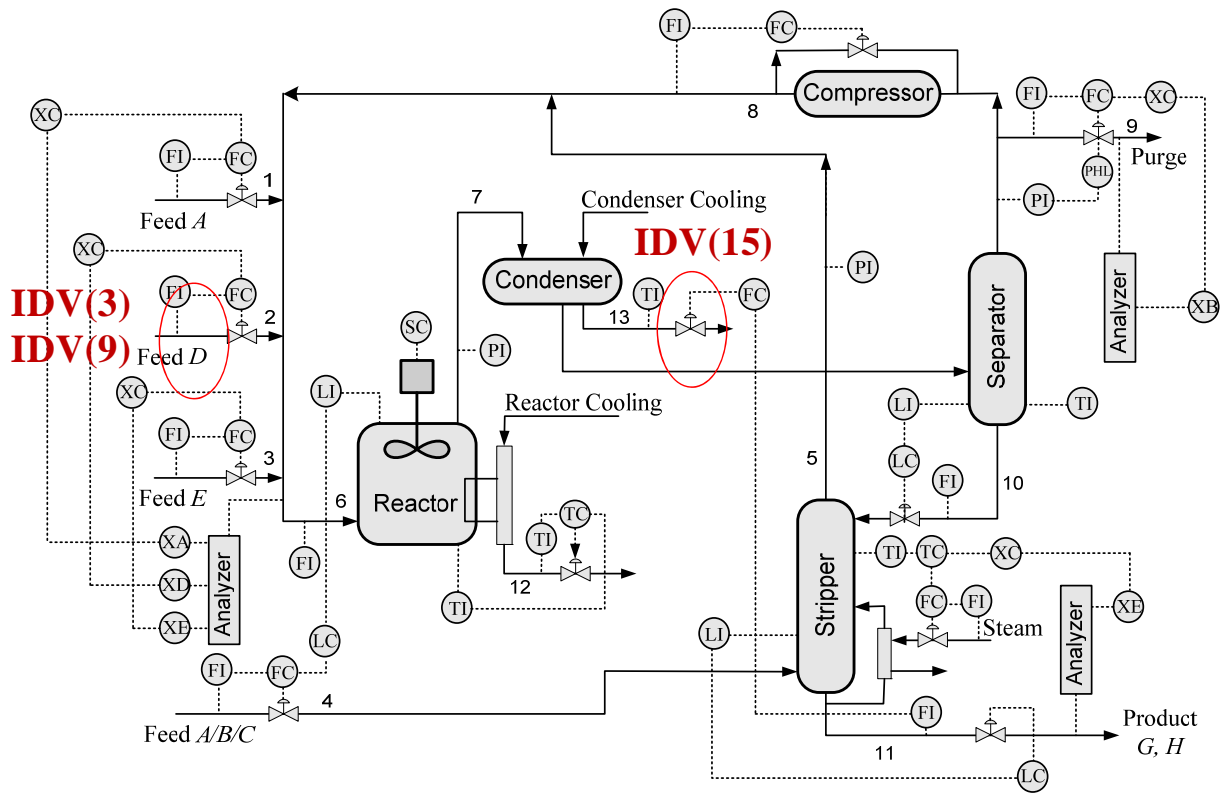 FI
FC
Compressor
8
FI
FC
XC
9
Purge
PHL
PI
XC
FI
FC
1
Feed A
7
Condenser Cooling
IDV(15)
Condenser
TI
FC
13
PI
Separator
Analyzer
XB
XC
FI
FC
2
IDV(3)
IDV(9)
Feed D
SC
PI
LI
Reactor Cooling
LI
TI
LC
FI
10
XC
FI
FC
3
Feed E
6
Reactor
5
FI
TC
TI
12
TI
XA
XD
XE
Analyzer
Stripper
TI
TC
XC
FC
FI
Steam
XE
Analyzer
LI
LC
FI
FC
4
Feed A/B/C
FI
11
Product
G, H
LC